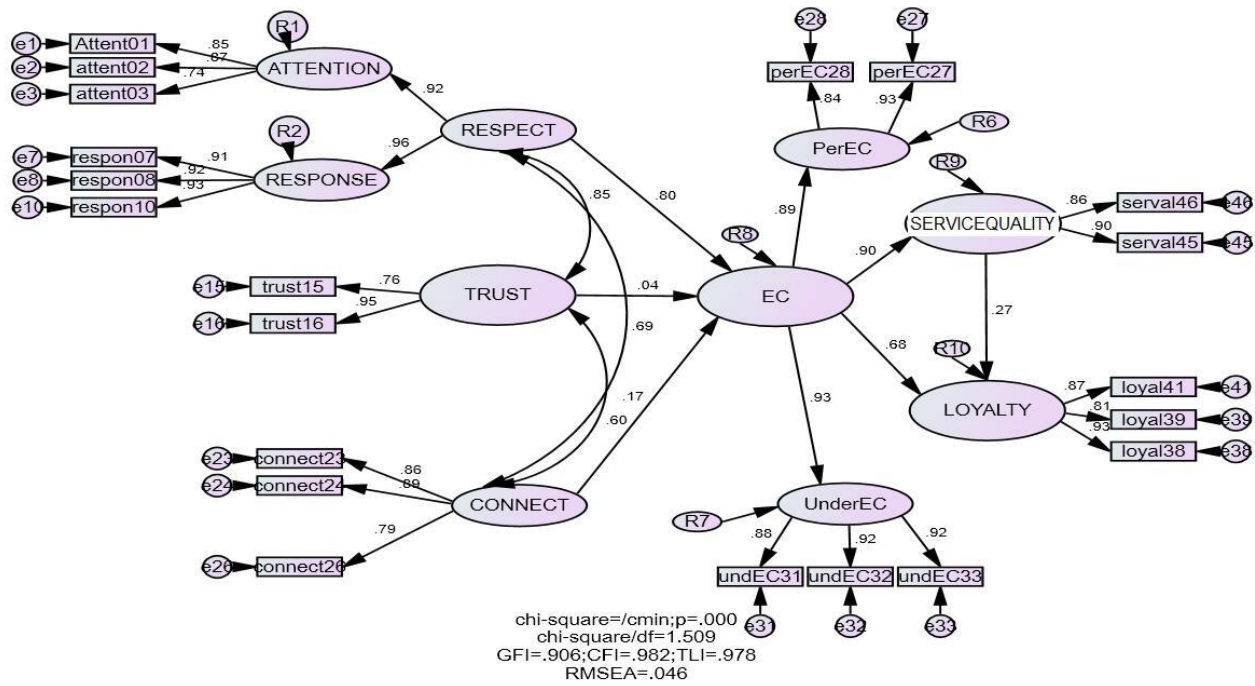 e1
Attent01
.85
e2
attent02
.87
e3
attent03
.74
R1
ATTENTION
.92
e7
respon07
.91
e8
respon08
.92
e10
respon10
.93
R2
RESPONSE
.96
RESPECT
.85
.80
e15
trust15
.76
e16
trust16
.95
TRUST
.04
.69
e23
connect23
.86
e24
connect24
.89
e26
connect26
.79
CONNECT
.17
.60
R8
EC
e28
e27
perEC28
perEC27
.84
.93
PerEC
R6
.89
R9
SERVICEQUALITY
.90
.86
serval46
e46
.90
serval45
e45
.27
.68
R10
LOYALTY
.87
loyal41
e41
.81
loyal39
e39
.93
loyal38
e38
.93
R7
UnderEC
.88
.92
.92
undEC31
undEC32
undEC33
e31
e32
e33
chi-square=/cmin;p=.000
chi-square/df=1.509
GFI=.906;CFI=.982;TLI=.978
RMSEA=.046